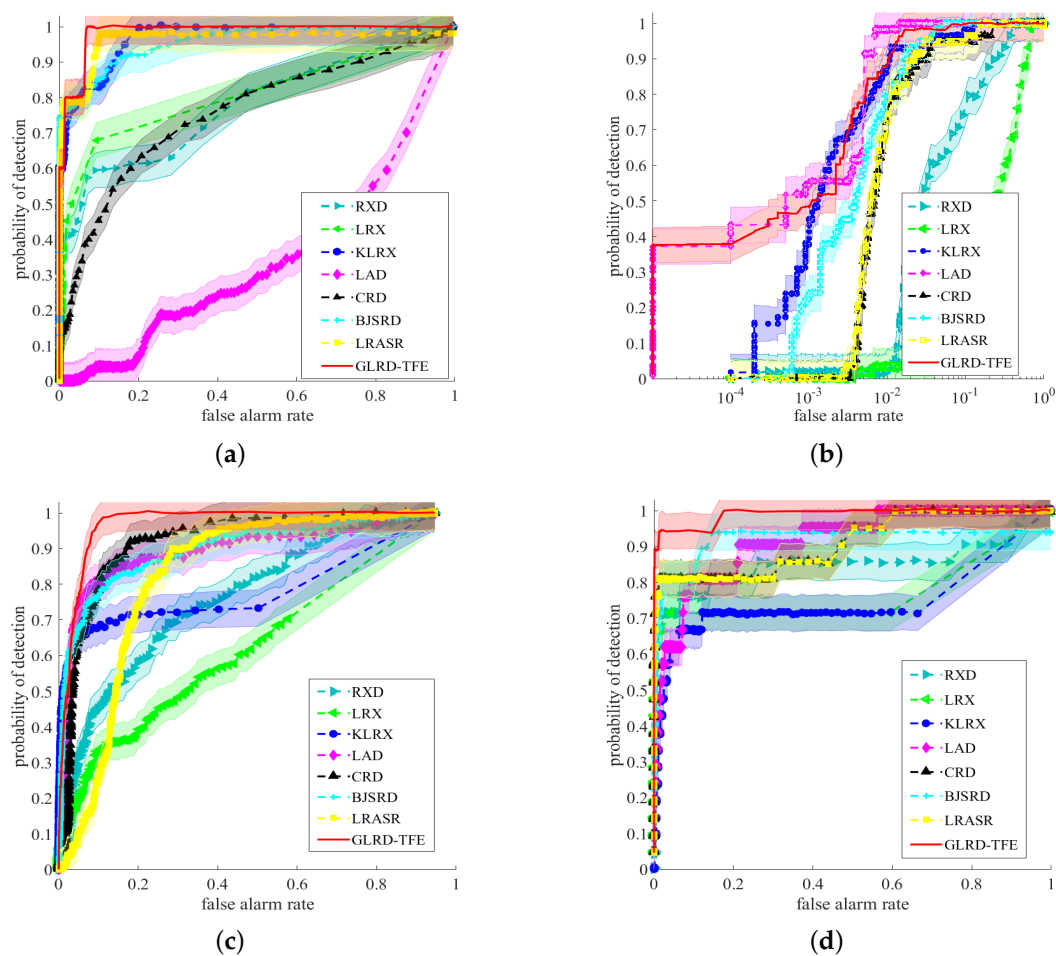 1
0.9
0.8
0.7
0.6
0.5
0.4
0.3
0.2
0.1
0
probability of detection
0 0.2 0.4 0.6 0.8 1
false alarm rate
RXD
LRX
KLRX
LAD
CRD
BJSRD
LRASR
GLRD-TFE
(a)
1
0.9
0.8
0.7
0.6
0.5
0.4
0.3
0.2
0.1
0
probability of detection
10-4 10-3 10-2 10-1 100
false alarm rate
RXD
LRX
KLRX
LAD
CRD
BJSRD
LRASR
GLRD-TFE
(b)
1
0.9
0.8
0.7
0.6
0.5
0.4
0.3
0.2
0.1
0
probability of detection
0 0.2 0.4 0.6 0.8 1
false alarm rate
RXD
LRX
KLRX
LAD
CRD
BJSRD
LRASR
GLRD-TFE
(c)
1
0.9
0.8
0.7
0.6
0.5
0.4
0.3
0.2
0.1
0
probability of detection
0 0.2 0.4 0.6 0.8 1
false alarm rate
RXD
LRX
KLRX
LAD
CRD
BJSRD
LRASR
GLRD-TFE
(d)